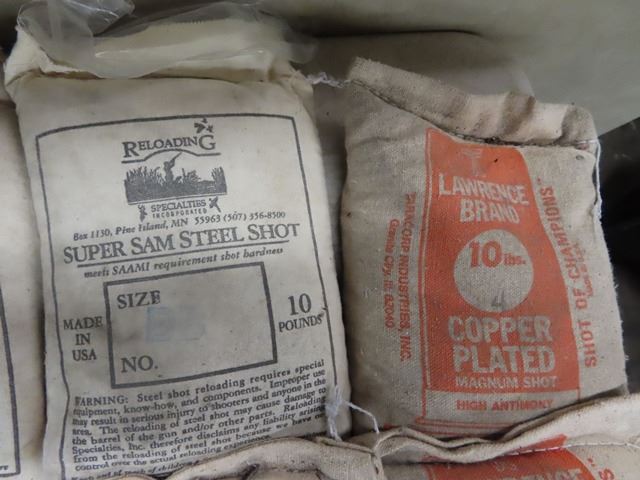 RELOADING
SPECIALTIES
INCORPORATED
Box 1130, Pine Island, MN 55963 (507) 356-8500
SUPER SAM STEEL SHOT
meets SAAMI requirement shot hardness
SIZE
NO.
MADE
IN
USA
10
POUNDS
WARNING: Steel shot reloading requires special
equipment, know-how, and components. Improper use
may result in serious injury to shooters and anyone in the
area. The reloading of steel shot may cause damage to
the barrel of the gun and/or other parts. Reloading
Specialties, Inc. therefore disclaims any liability arising
from the reloading of steel shot because we have no
control over the actual reloading
LAWRENCE
BRAND
10 lbs.
4
COPPER
PLATED
MAGNUM SHOT
HIGH ANTIMONY
INDUSTRIES, INC.
IL 62040
SHOT OF CHAMPIONS